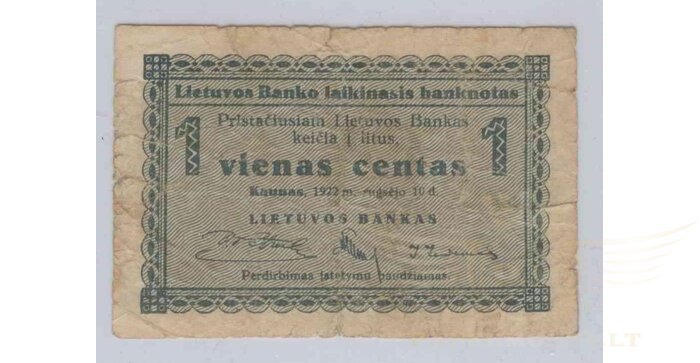 Lietuvos Banko laikinasis banknotas
Pristačiusiam Lietuvos Bankas
keičia į litus,
1 vienas centas 1
Kaunas, 1922 m. rugsėjo 10 d.
LIETUVOS BANKAS
Perdirbimas įstatymu baudžiamas.
.LT